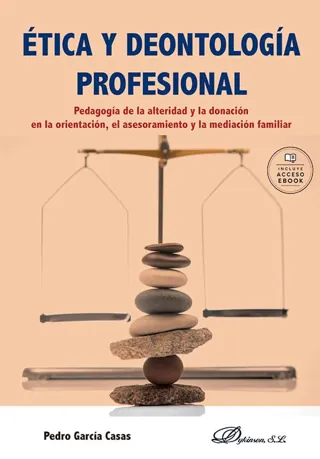 ÉTICA Y DEONTOLOGÍA
PROFESIONAL
Pedagogía de la alteridad y la donación
en la orientación, el asesoramiento y la mediación familiar
INCLUYE
ACCESO
EBOOK
Pedro García Casas
Dykinson, S.L.